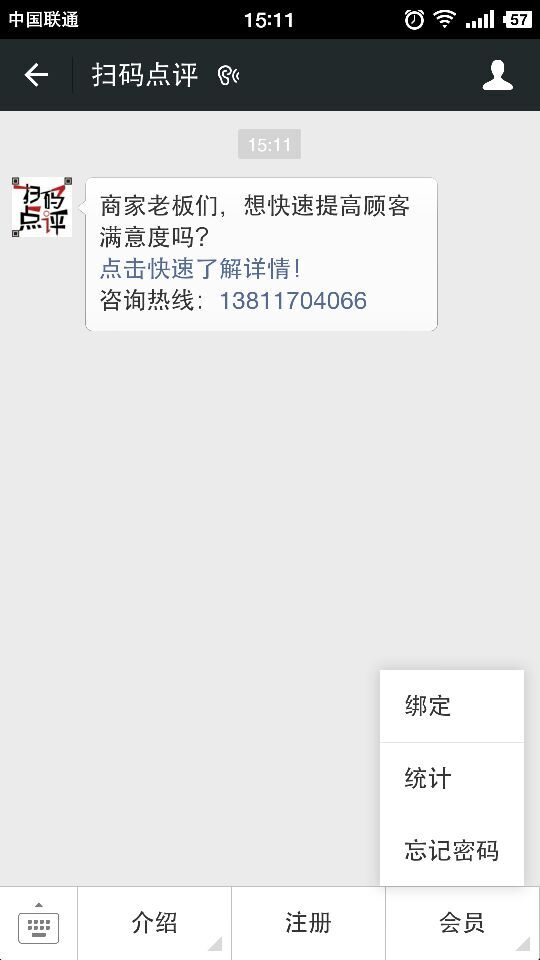 中国联通
15:11
57
扫码点评
15:11
扫码
点评
商家老板们，想快速提高顾客
满意度吗？
点击快速了解详情！
咨询热线：13811704066
绑定
统计
忘记密码
介绍
注册
会员